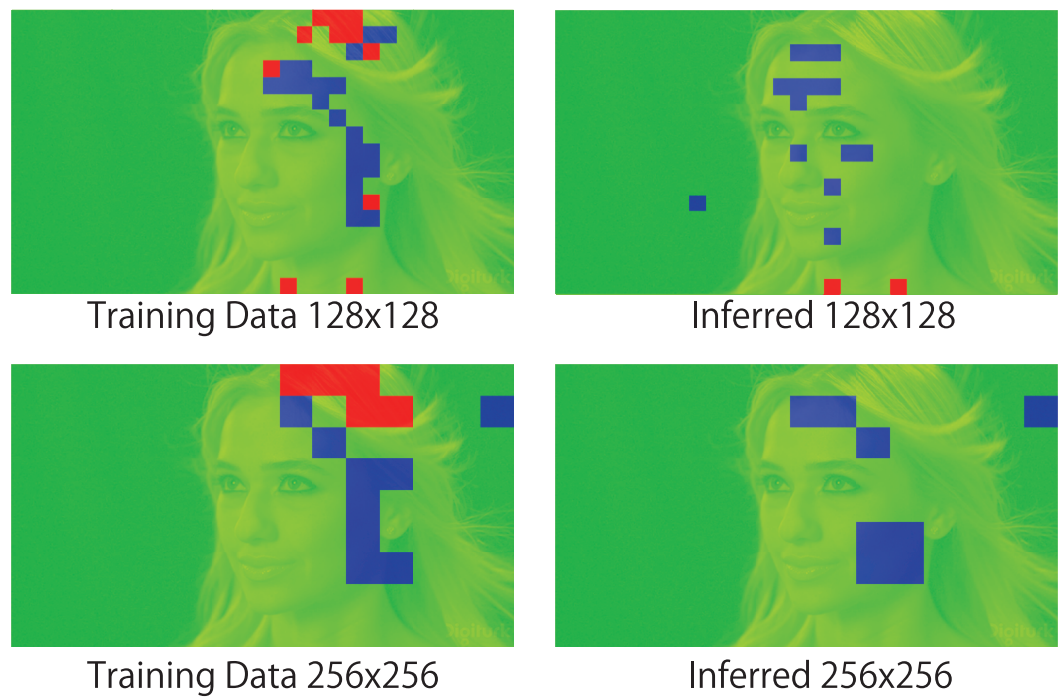 Training Data 128x128
Inferred 128x128
Training Data 256x256
Inferred 256x256